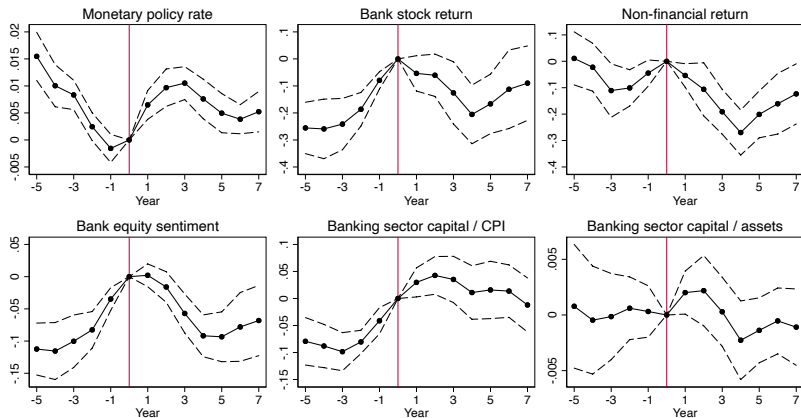 Monetary policy rate
.02
.015
.01
.005
0
-.005
-5 -3 -1 1 3 5 7
Year
Bank stock return
.1
0
-.1
-.2
-.3
-.4
-5 -3 -1 1 3 5 7
Year
Non-financial return
.1
0
-.1
-.2
-.3
-.4
-5 -3 -1 1 3 5 7
Year
Bank equity sentiment
.05
0
-.05
-.1
-.15
-5 -3 -1 1 3 5 7
Year
Banking sector capital / CPI
.1
.05
0
-.05
-.1
-.15
-5 -3 -1 1 3 5 7
Year
Banking sector capital / assets
.005
0
-.005
-5 -3 -1 1 3 5 7
Year